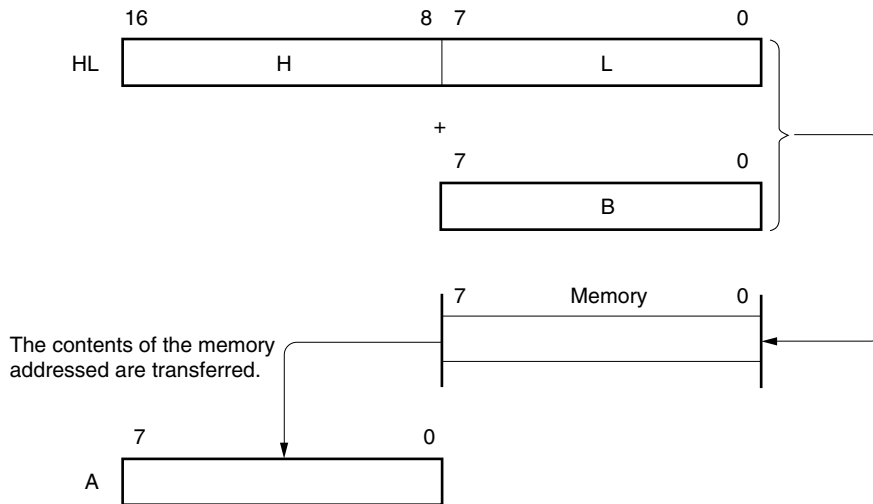 16 8 7 0
HL H L
+
7 0
B
7 Memory 0
The contents of the memory
addressed are transferred.
7 0
A